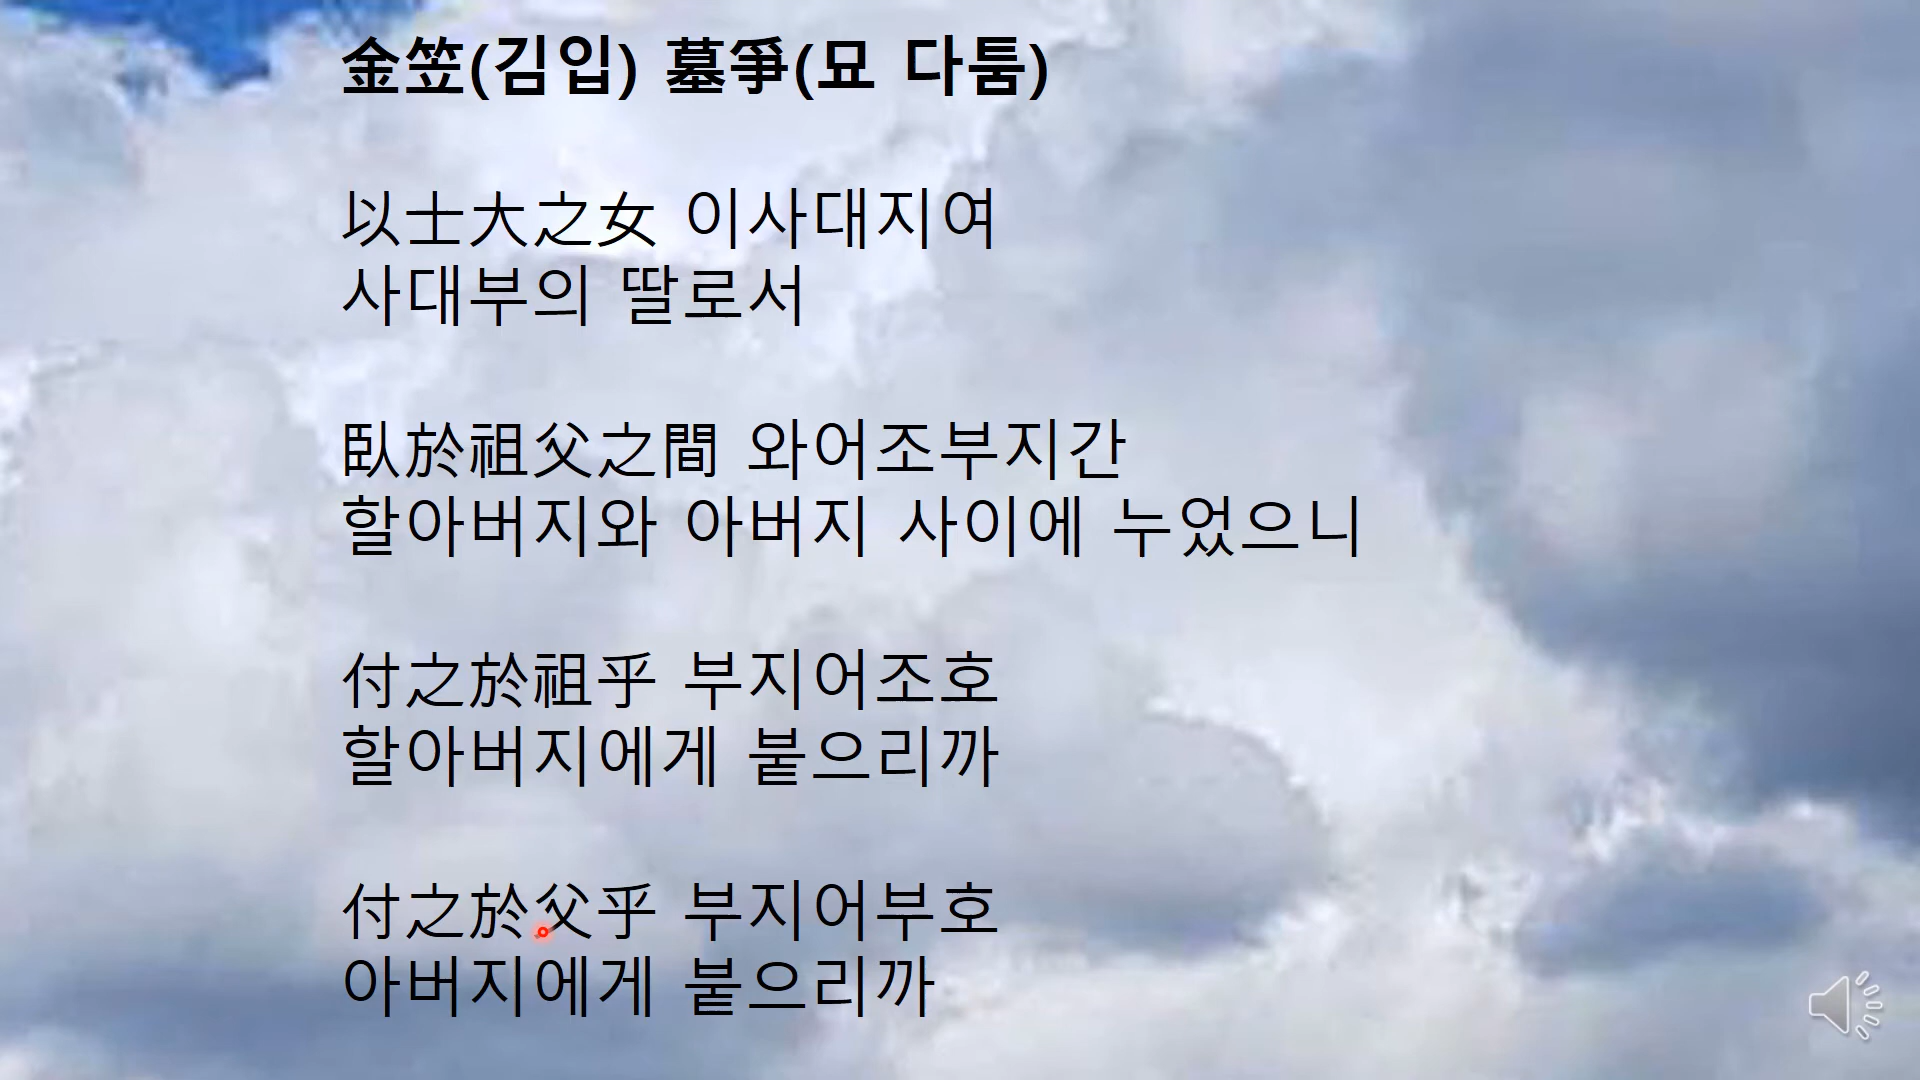 金笠(김입) 墓爭(묘 다툼)
以士大之女 이사대지여
사대부의 딸로서
臥於祖父之間 와어조부지간
할아버지와 아버지 사이에 누었으니
付之於祖乎 부지어조호
할아버지에게 붙으리까
付之於父乎 부지어부호
아버지에게 붙으리까